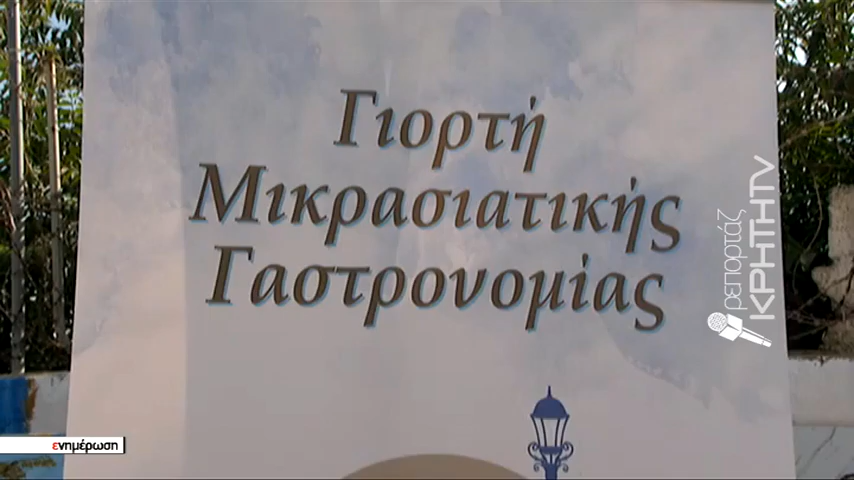 Γιορτή
Μικρασιατικής
Γαστρονομίας
ρεπορτάζ
ΚΡΗΤΗTV
ενημέρωση